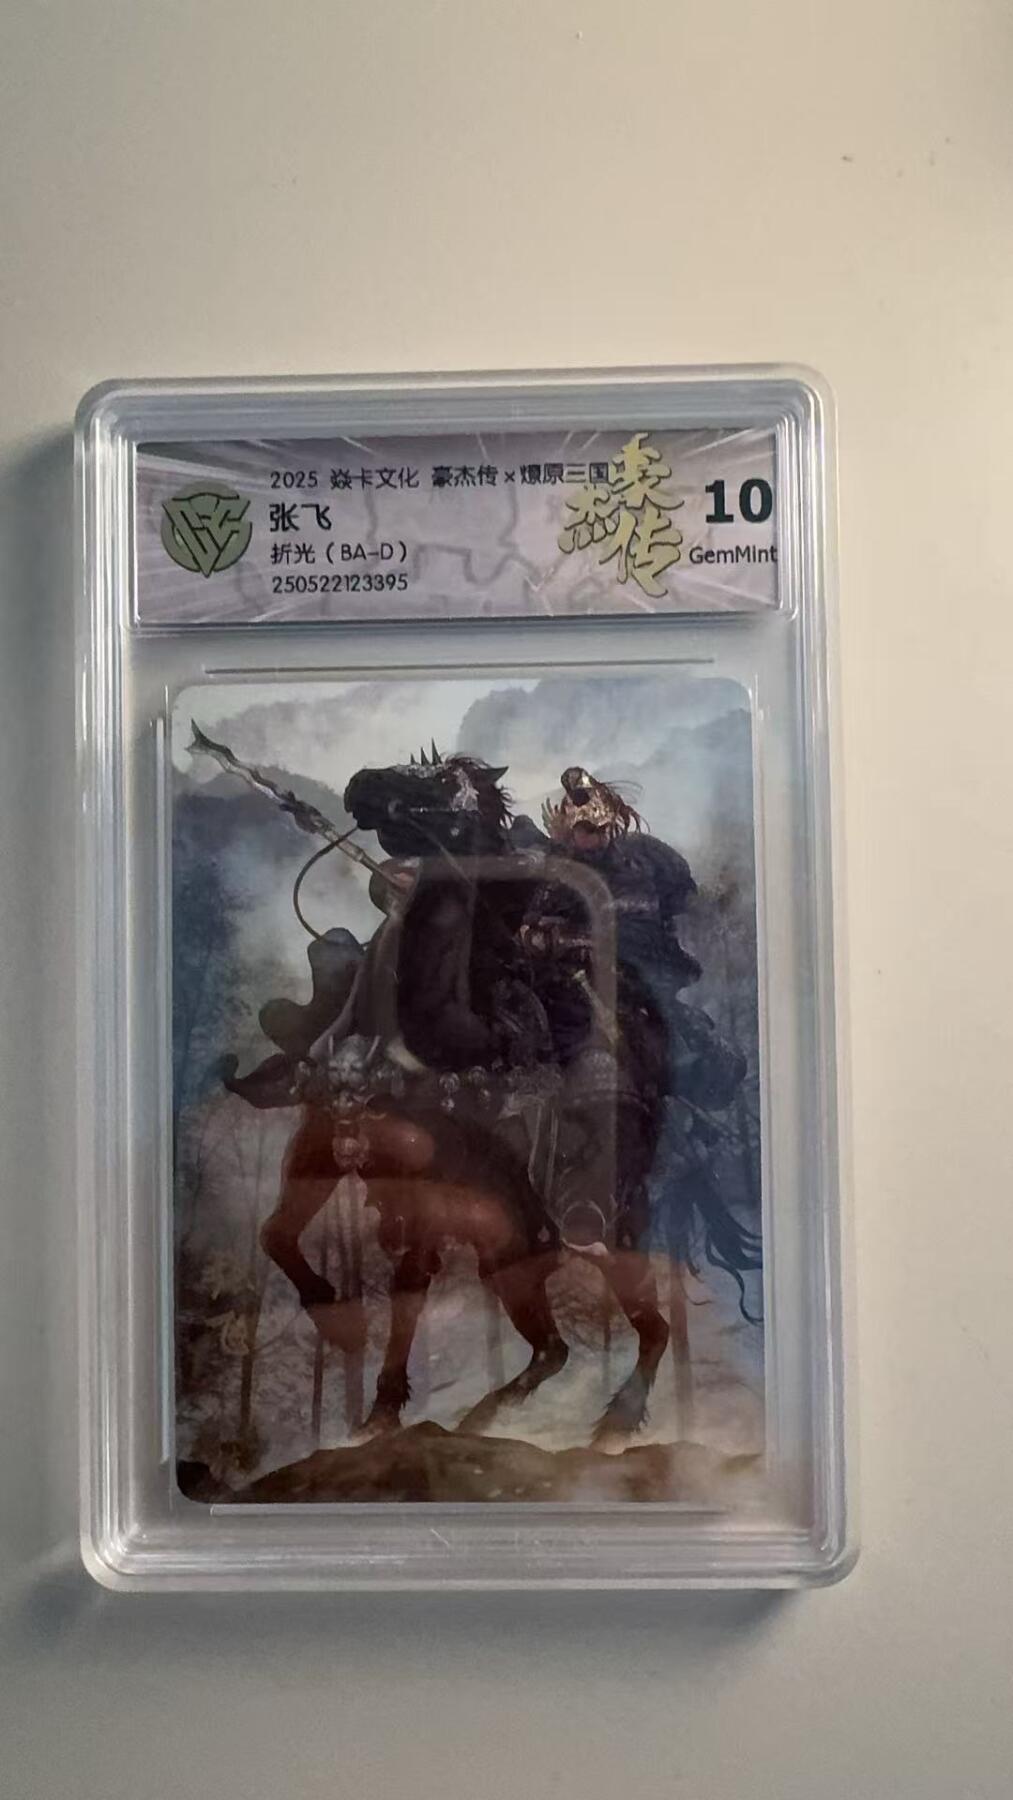 2025 焱卡文化 豪杰传×燎原三国
张飞
折光（BA-D）
250522123395
豪杰传
10
GemMint